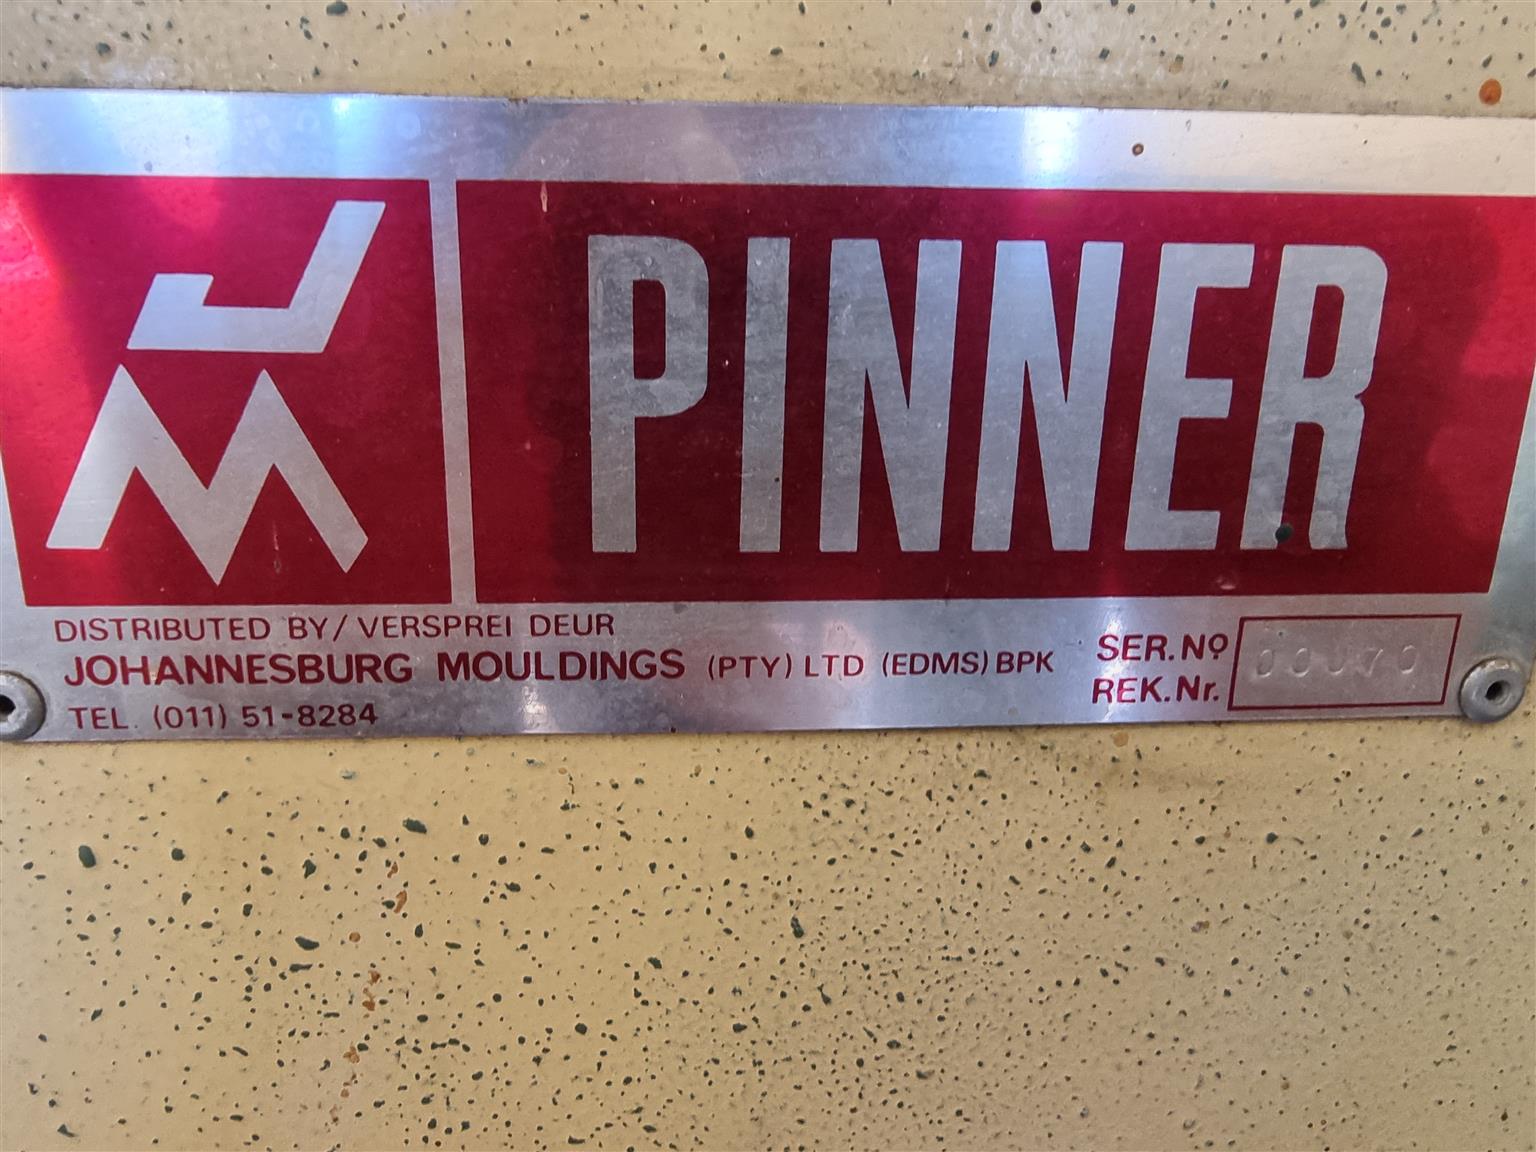 JM
PINNER
DISTRIBUTED BY/VERSPREI DEUR
JOHANNESBURG MOULDINGS (PTY) LTD (EDMS) BPK
TEL. (011) 51-8284
SER.Nº
REK.Nr.